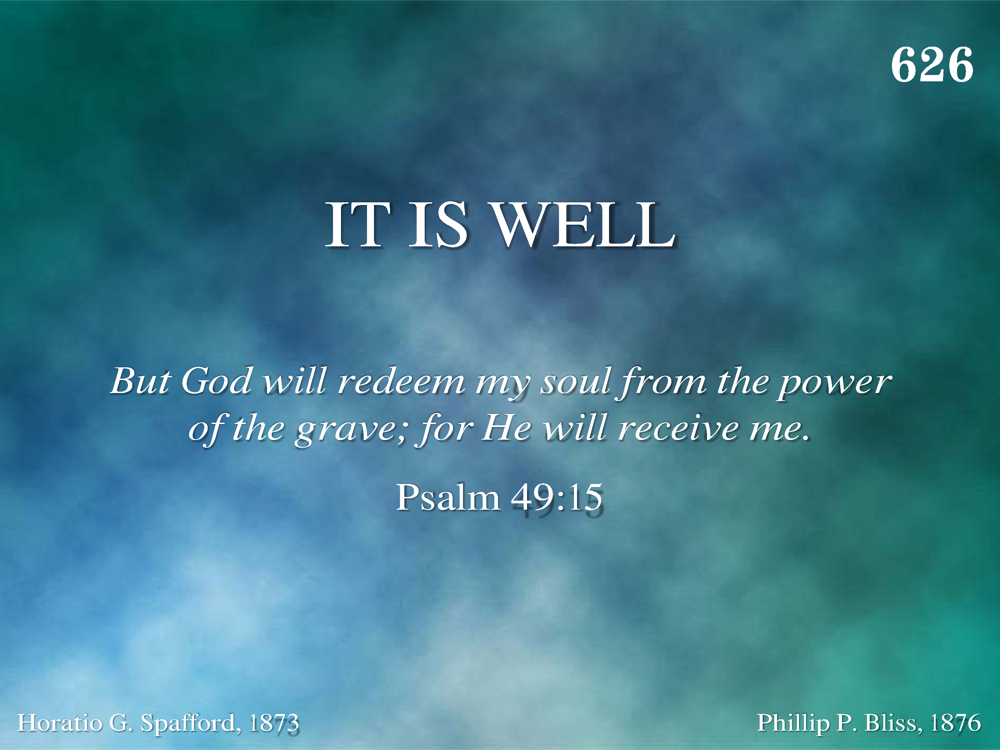 626
IT IS WELL
But God will redeem my soul from the power
of the grave; for He will receive me.
Psalm 49:15
Horatio G. Spafford, 1873
Phillip P. Bliss, 1876